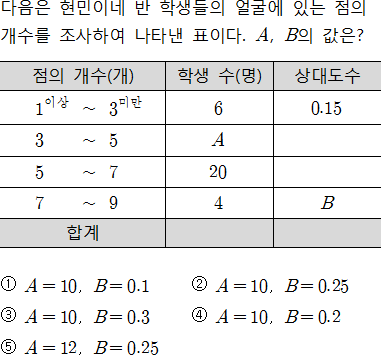 다음은 현민이네 반 학생들의 얼굴에 있는 점의
개수를 조사하여 나타낸 표이다. A, B의 값은?
점의 개수(개) 학생 수(명) 상대도수
1이상 ~ 3미만 6 0.15
3 ~ 5 A
5 ~ 7 20
7 ~ 9 4 B
합계
① A=10, B=0.1 ② A=10, B=0.25
③ A=10, B=0.3 ④ A=10, B=0.2
⑤ A=12, B=0.25